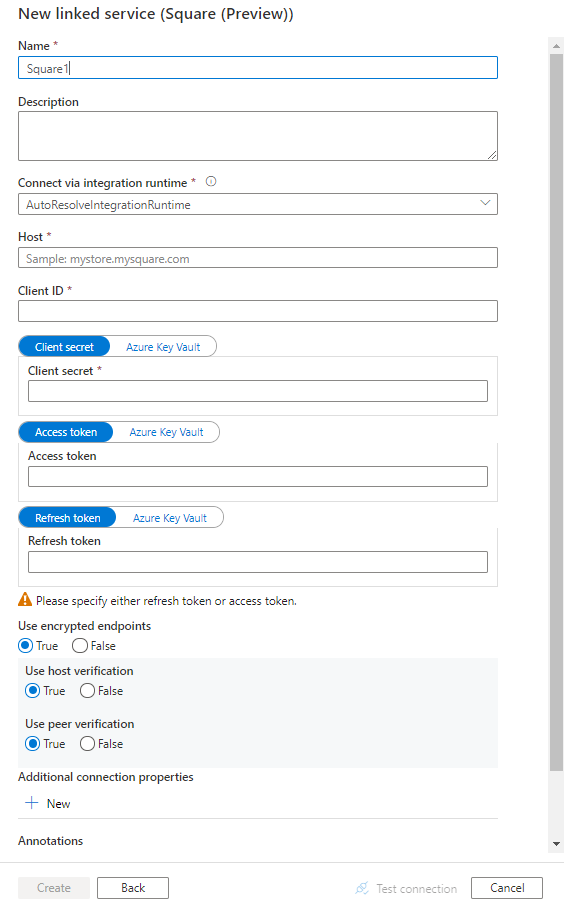 New linked service (Square (Preview))
Name *
Square1
Description
Connect via integration runtime *
AutoResolveIntegrationRuntime
Host *
Sample: mystore.mysquare.com
Client ID *
Client secret Azure Key Vault
Client secret *
Access token Azure Key Vault
Access token
Refresh token Azure Key Vault
Refresh token
Please specify either refresh token or access token.
Use encrypted endpoints
True False
Use host verification
True False
Use peer verification
True False
Additional connection properties
+ New
Annotations
Create Back Test connection Cancel